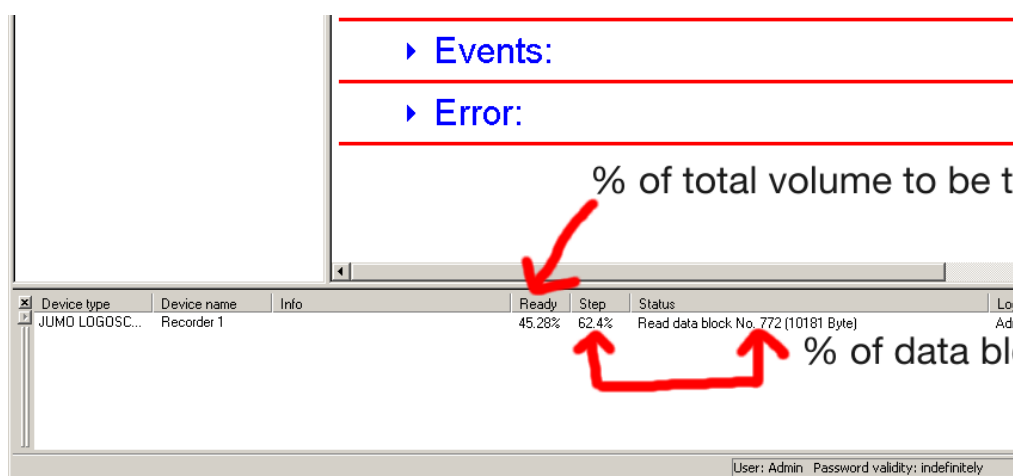 Events:
Error:
% of total volume to be t
Device type Device name Info Ready Step Status Lo
JUMO LOGOSC... Recorder 1 45.28% 62.4% Read data block No. 772 (10181 Byte) Ad
% of data bl
User: Admin Password validity: indefinitely